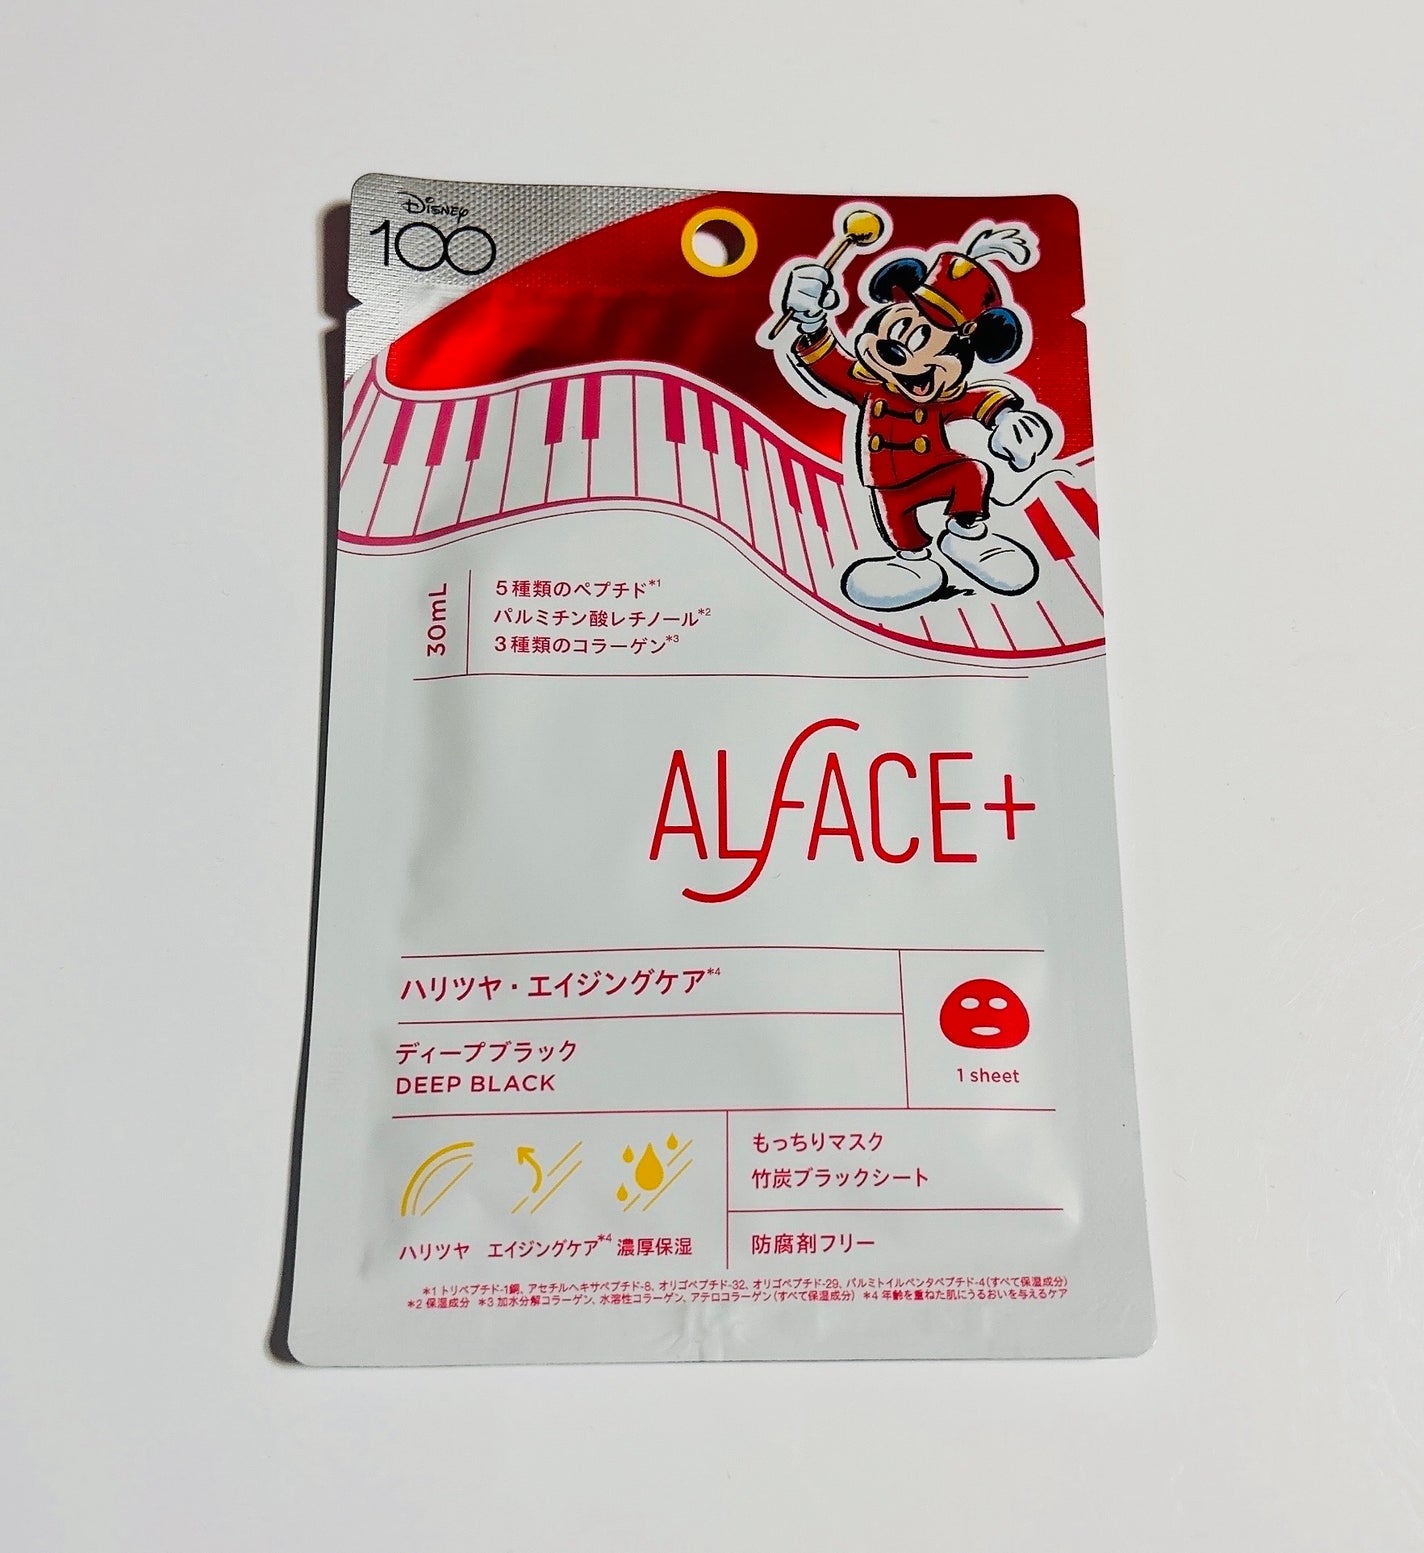 Disney
100
30mL
5種類のペプチド*1
パルミチン酸レチノール*2
3種類のコラーゲン*3
ALFACE+
ハリツヤ・エイジングケア*4
ディープブラック
DEEP BLACK
1 sheet
もっちりマスク
竹炭ブラックシート
ハリツヤ エイジングケア*4 濃厚保湿
防腐剤フリー
*1 トリペプチド-1銅、アセチルヘキサペプチド-8、オリゴペプチド-32、オリゴペプチド-29、パルミトイルペンタペプチド-4(すべて保湿成分)
*2 保湿成分 *3 加水分解コラーゲン、水溶性コラーゲン、アテロコラーゲン(すべて保湿成分) *4 年齢を重ねた肌にうるおいを与えるケア